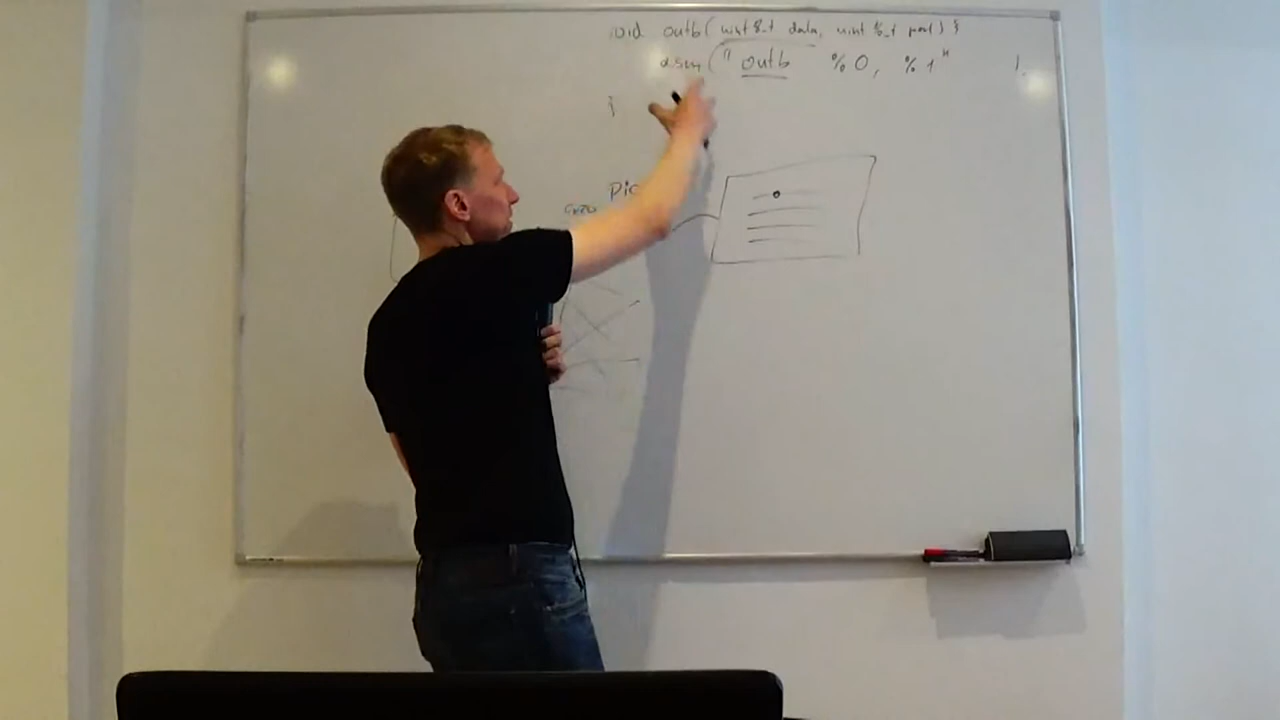 void outb(uint8_t data, uint16_t port) {
asm("outb %0, %1" );
}
Pic